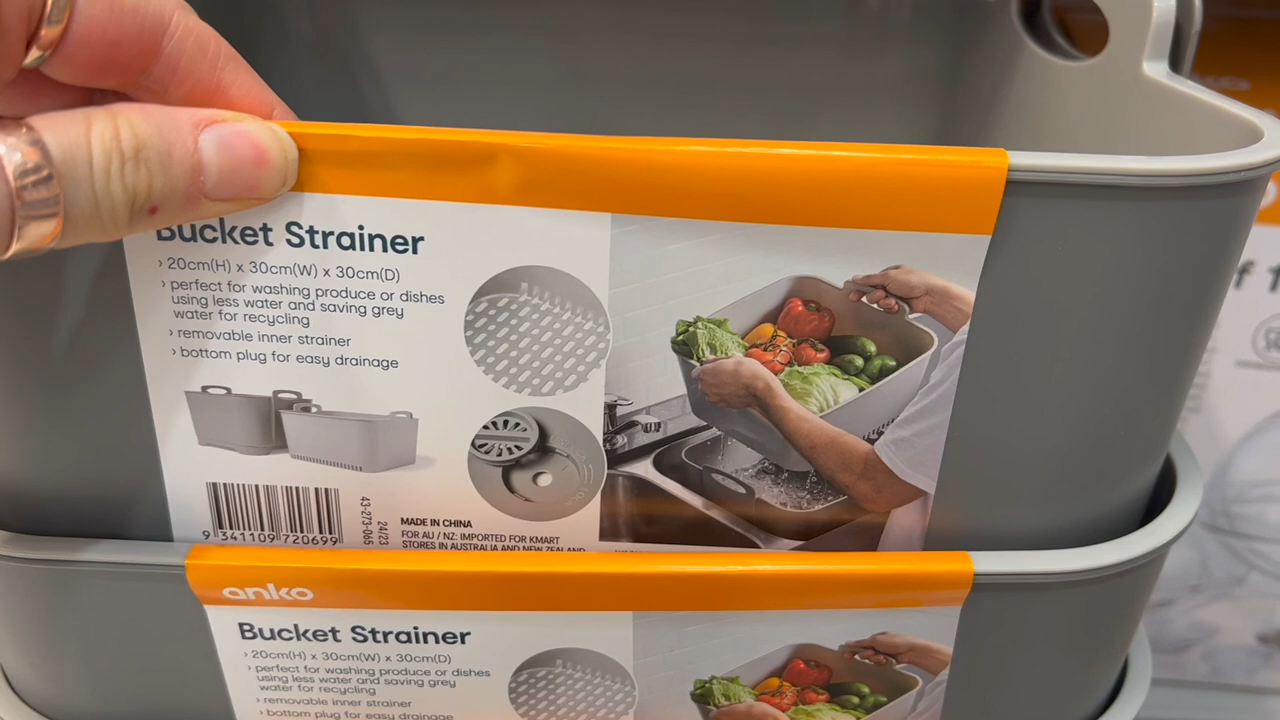 Bucket Strainer
› 20cm(H) x 30cm(W) x 30cm(D)
› perfect for washing produce or dishes
using less water and saving grey
water for recycling
› removable inner strainer
› bottom plug for easy drainage
9 341109 720699
43-273-065
24/23
MADE IN CHINA
FOR AU / NZ: IMPORTED FOR KMART
STORES IN AUSTRALIA AND NEW ZEALAND
anko
Bucket Strainer
› 20cm(H) x 30cm(W) x 30cm(D)
› perfect for washing produce or dishes
using less water and saving grey
water for recycling
› removable inner strainer
› bottom plug for easy drainage